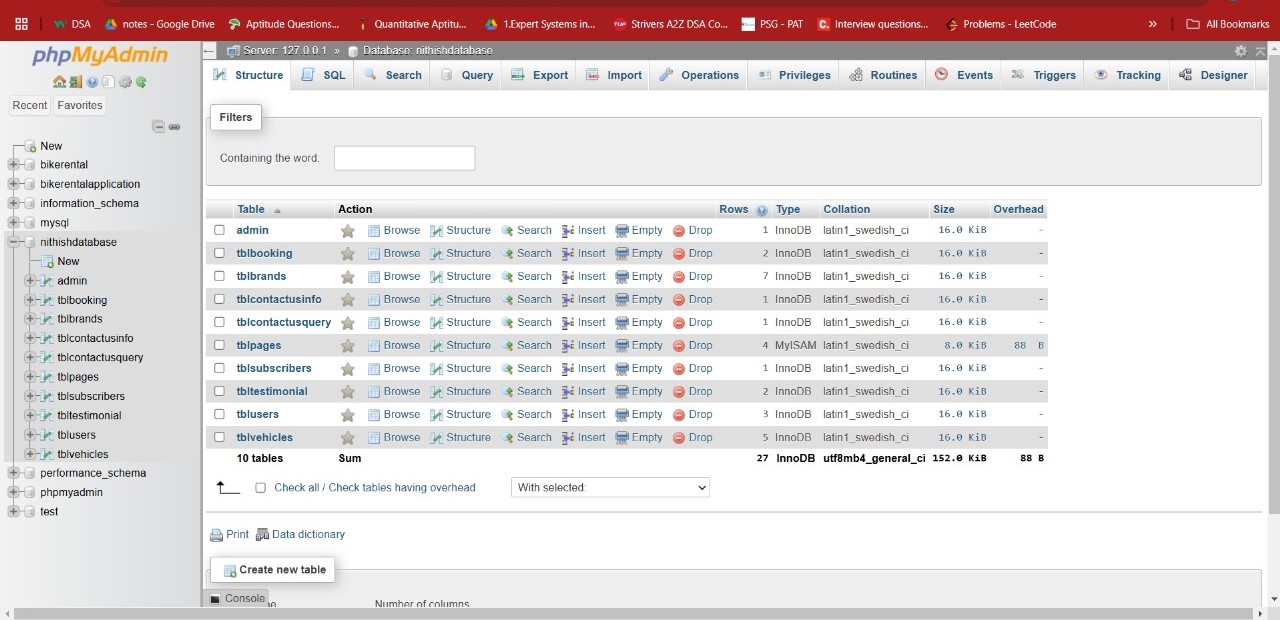 DSA notes - Google Drive Aptitude Questions... Quantitative Aptitu... 1.Expert Systems in... Strivers A2Z DSA Co... PSG - PAT Interview questions... Problems - LeetCode » All Bookmarks
phpMyAdmin
Recent Favorites
New
bikerental
bikerentalapplication
information_schema
mysql
nithishdatabase
New
admin
tblbooking
tblbrands
tblcontactusinfo
tblcontactusquery
tblpages
tblsubscribers
tbltestimonial
tblusers
tblvehicles
performance_schema
phpmyadmin
test
Server: 127.0.0.1 » Database: nithishdatabase
Structure SQL Search Query Export Import Operations Privileges Routines Events Triggers Tracking Designer
Filters
Containing the word:
Table Action Rows Type Collation Size Overhead
admin Browse Structure Search Insert Empty Drop 1 InnoDB latin1_swedish_ci 16.0 KiB -
tblbooking Browse Structure Search Insert Empty Drop 2 InnoDB latin1_swedish_ci 16.0 KiB -
tblbrands Browse Structure Search Insert Empty Drop 7 InnoDB latin1_swedish_ci 16.0 KiB -
tblcontactusinfo Browse Structure Search Insert Empty Drop 1 InnoDB latin1_swedish_ci 16.0 KiB -
tblcontactusquery Browse Structure Search Insert Empty Drop 1 InnoDB latin1_swedish_ci 16.0 KiB -
tblpages Browse Structure Search Insert Empty Drop 4 MyISAM latin1_swedish_ci 8.0 KiB 88 B
tblsubscribers Browse Structure Search Insert Empty Drop 1 InnoDB latin1_swedish_ci 16.0 KiB -
tbltestimonial Browse Structure Search Insert Empty Drop 2 InnoDB latin1_swedish_ci 16.0 KiB -
tblusers Browse Structure Search Insert Empty Drop 3 InnoDB latin1_swedish_ci 16.0 KiB -
tblvehicles Browse Structure Search Insert Empty Drop 5 InnoDB latin1_swedish_ci 16.0 KiB -
10 tables Sum 27 InnoDB utf8mb4_general_ci 152.0 KiB 88 B
Check all / Check tables having overhead With selected:
Print Data dictionary
Create new table
Console
Number of columns